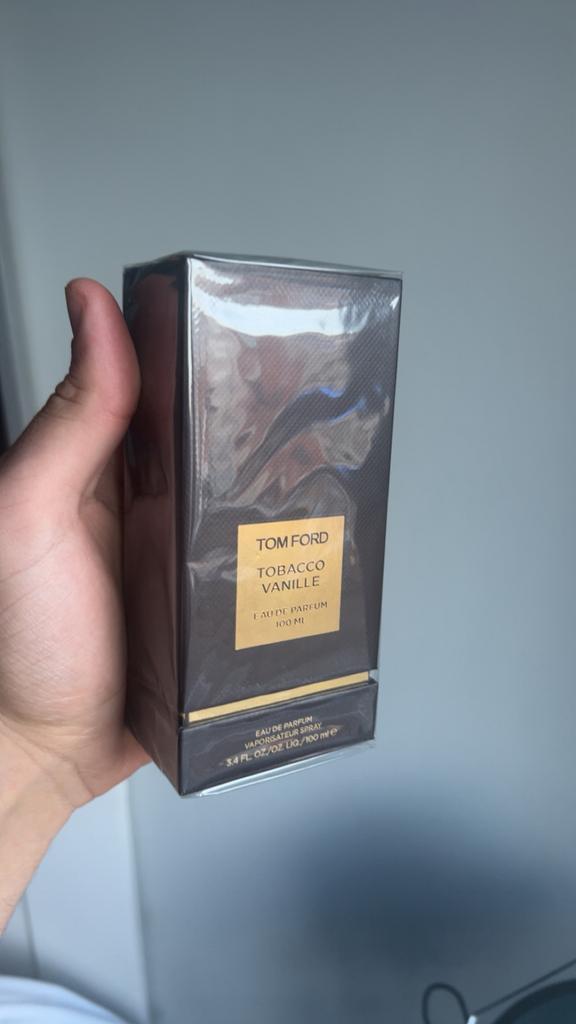 TOM FORD
TOBACCO
VANILLE
EAU DE PARFUM
100 ML
EAU DE PARFUM
VAPORISATEUR SPRAY
3.4 FL. OZ./OZ. LIQ./100 ml ℮